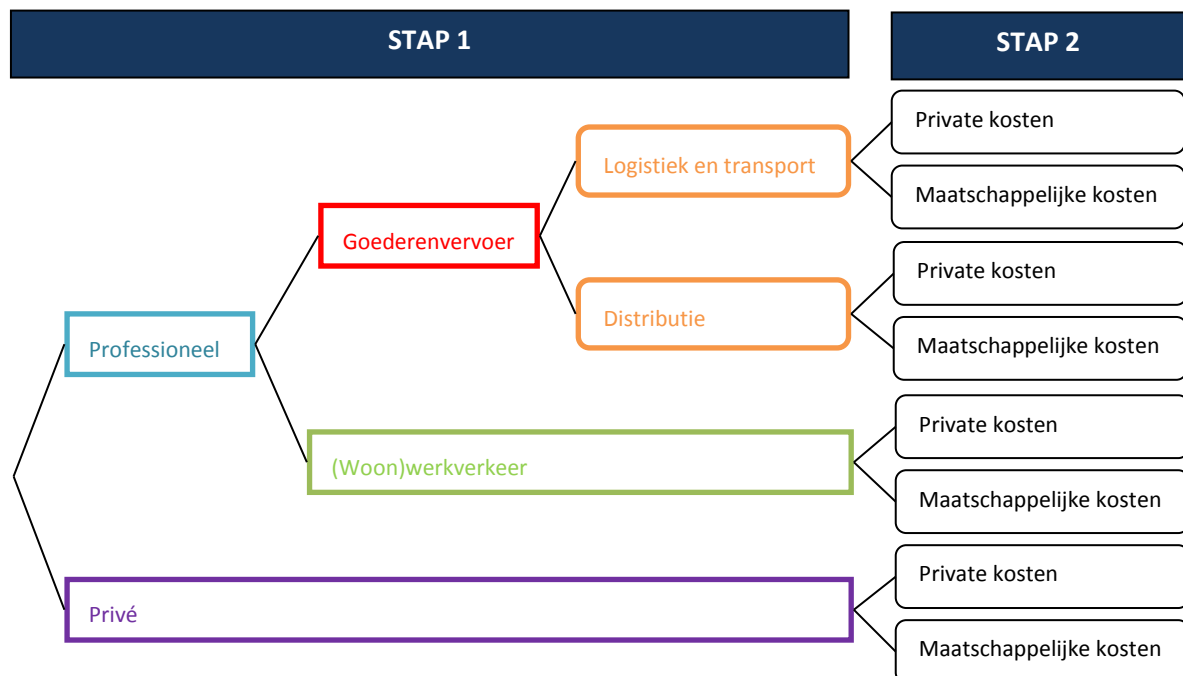 STAP 1
STAP 2
Private kosten
Logistiek en transport
Maatschappelijke kosten
Goederenvervoer
Private kosten
Distributie
Maatschappelijke kosten
Professioneel
Private kosten
(Woon)werkverkeer
Maatschappelijke kosten
Private kosten
Privé
Maatschappelijke kosten